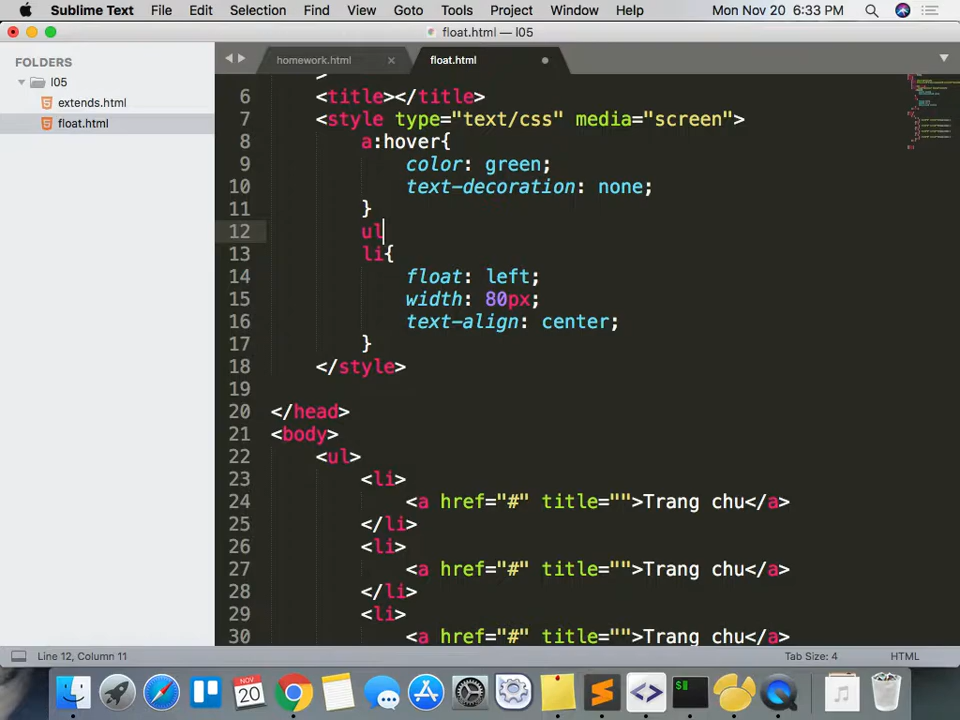 Sublime Text File Edit Selection Find Goto Tools Project Window Help Mon Nov 20 6:33 PM
float.html — l05
FOLDERS
l05
extends.html
float.html
homework.html × float.html
>
6 <title></title>
7 <style type="text/css" media="screen">
8 a:hover{
9 color: green;
10 text-decoration: none;
11 }
12 ul
13 li{
14 float: left;
15 width: 80px;
16 text-align: center;
17 }
18 </style>
19
20 </head>
21 <body>
22 <ul>
23 <li>
24 <a href="#" title="">Trang chu</a>
25 </li>
26 <li>
27 <a href="#" title="">Trang chu</a>
28 </li>
29 <li>
30 <a href="#" title="">Trang chu</a>
Line 12, Column 11 Tab Size: 4 HTML
NOV
20